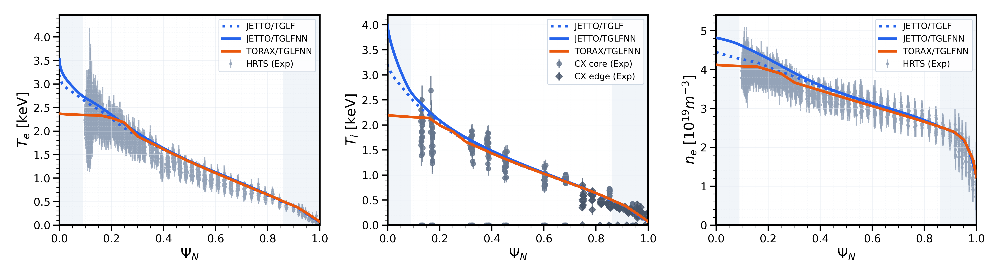 T_e [keV]
4.0
3.5
3.0
2.5
2.0
1.5
1.0
0.5
0.0
0.0 0.2 0.4 0.6 0.8 1.0
Ψ_N
JETTO/TGLF
JETTO/TGLFNN
TORAX/TGLFNN
HRTS (Exp)
T_i [keV]
4.0
3.5
3.0
2.5
2.0
1.5
1.0
0.5
0.0
0.0 0.2 0.4 0.6 0.8 1.0
Ψ_N
JETTO/TGLF
JETTO/TGLFNN
TORAX/TGLFNN
CX core (Exp)
CX edge (Exp)
n_e [10^19 m^−3]
5
4
3
2
1
0
0.0 0.2 0.4 0.6 0.8 1.0
Ψ_N
JETTO/TGLF
JETTO/TGLFNN
TORAX/TGLFNN
HRTS (Exp)